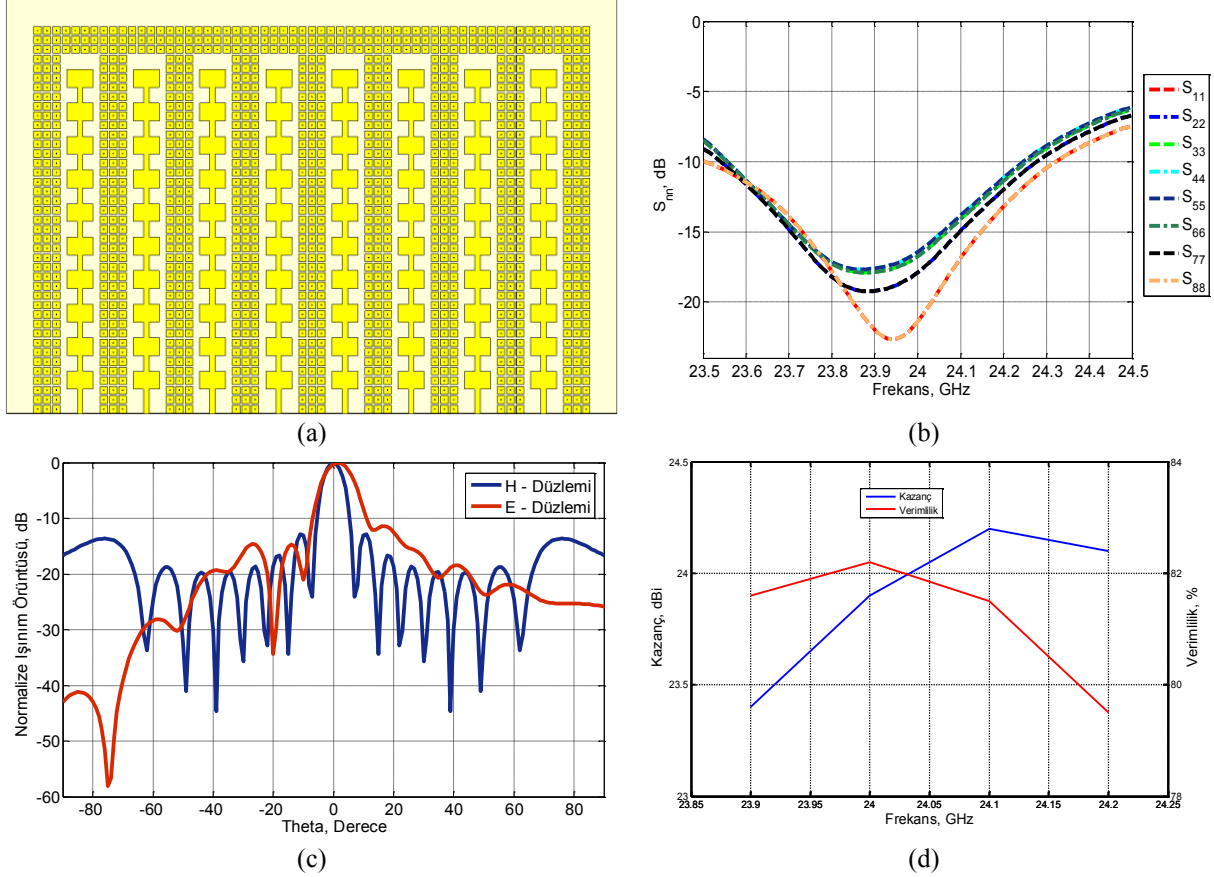 (a)
0
-5
-10
-15
-20
23.5 23.6 23.7 23.8 23.9 24 24.1 24.2 24.3 24.4 24.5
Snn, dB
Frekans, GHz
S11
S22
S33
S44
S55
S66
S77
S88
(b)
0
-10
-20
-30
-40
-50
-60
-80 -60 -40 -20 0 20 40 60 80
Normalize Işınım Örüntüsü, dB
Theta, Derece
H - Düzlemi
E - Düzlemi
(c)
24.5
24
23.5
23
23.85 23.9 23.95 24 24.05 24.1 24.15 24.2 24.25
84
82
80
78
Kazanç, dBi
Verimlilik, %
Frekans, GHz
Kazanç
Verimlilik
(d)